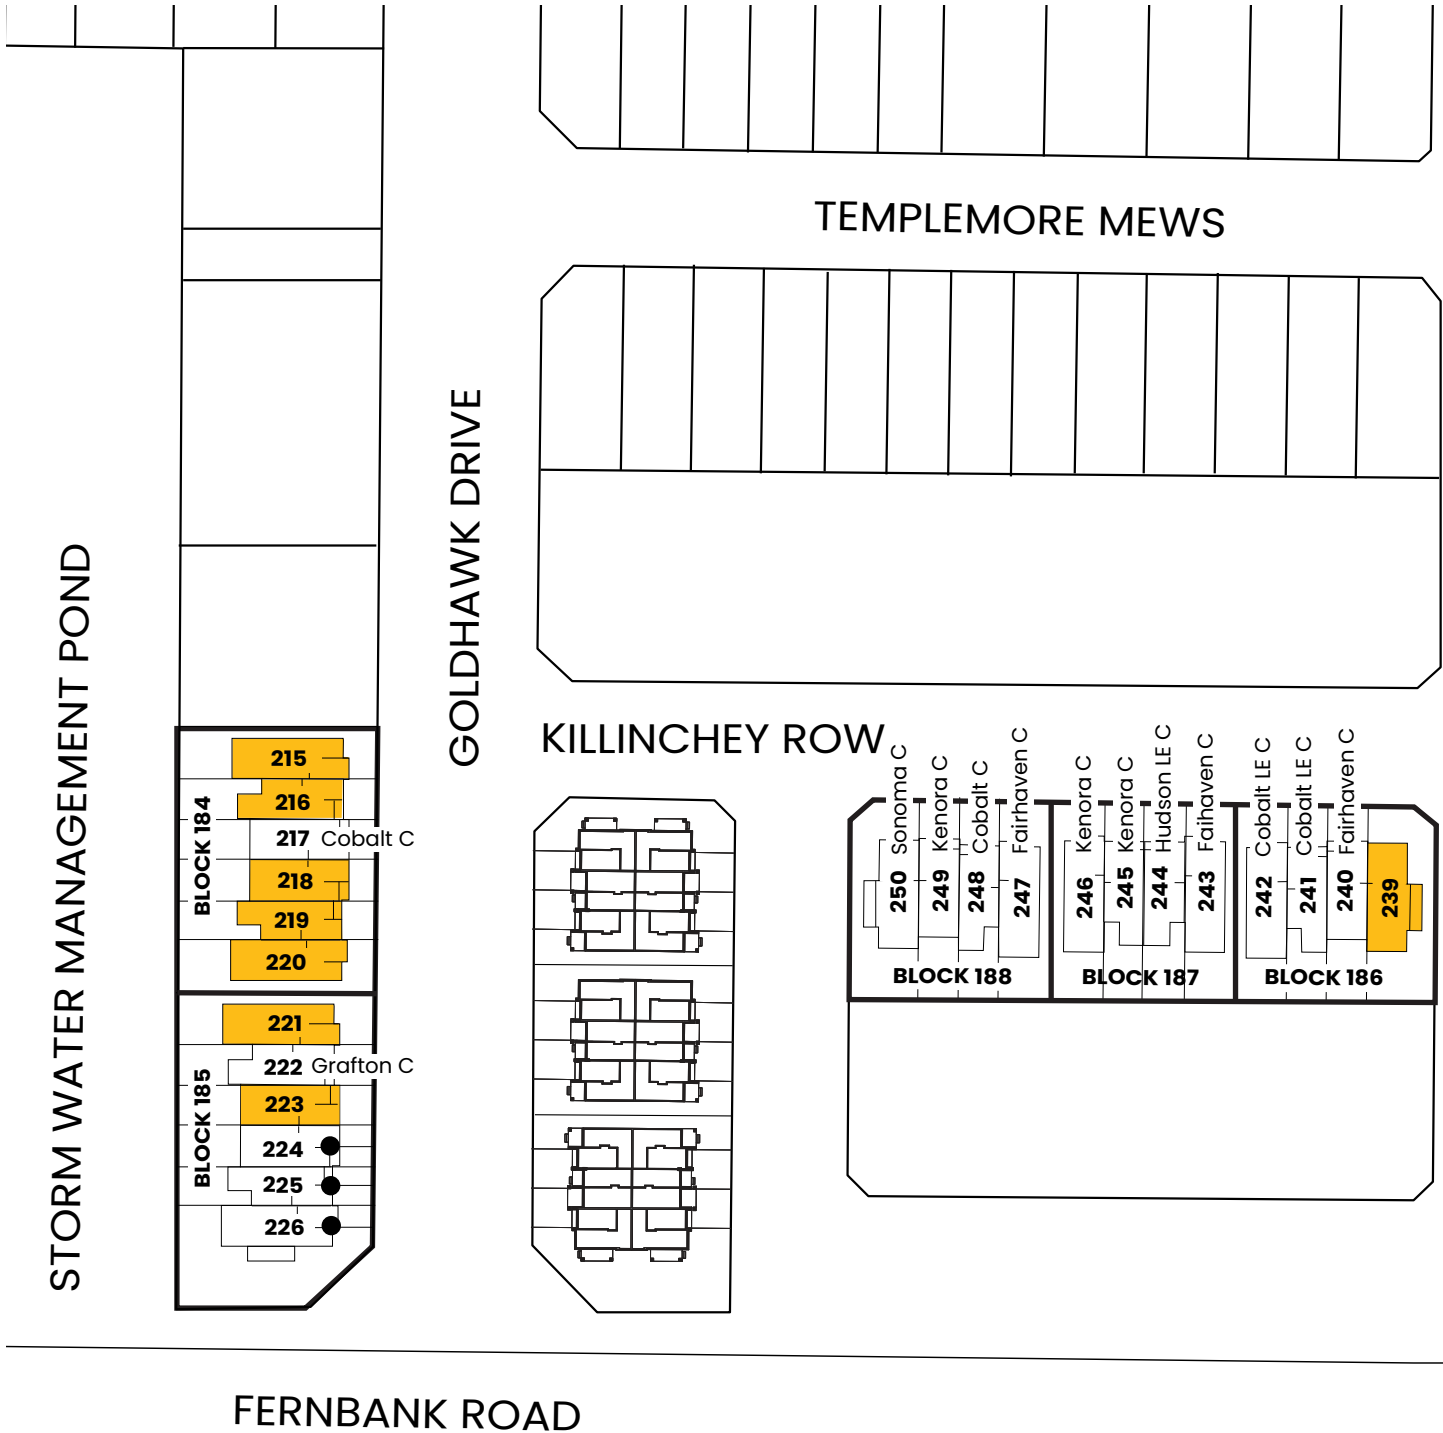 TEMPLEMORE MEWS
GOLDHAWK DRIVE
STORM WATER MANAGEMENT POND
KILLINCHEY ROW
BLOCK 184
215
216
217 Cobalt C
218
219
220
BLOCK 185
221
222 Grafton C
223
224
225
226
250 Sonoma C
249 Kenora C
248 Cobalt C
247 Fairhaven C
BLOCK 188
246 Kenora C
245 Kenora C
244 Hudson LE C
243 Faihaven C
BLOCK 187
242 Cobalt LE C
241 Cobalt LE C
240 Fairhaven C
239
BLOCK 186
FERNBANK ROAD